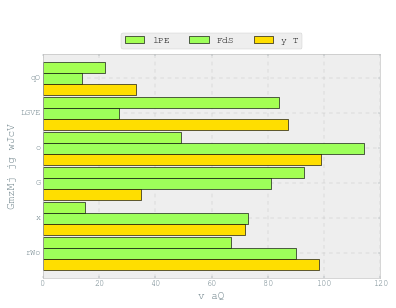 lPE FdS y T
GmzMj jg wJcV
qO
LGVE
o
G
x
rWo
0 20 40 60 80 100 120
v aQ